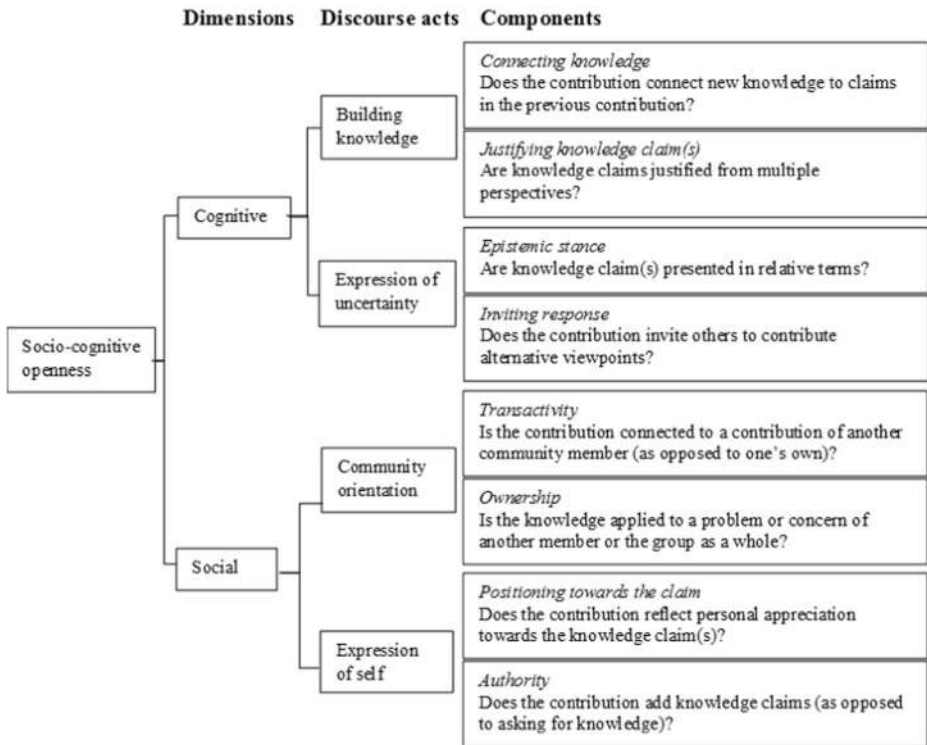 Dimensions Discourse acts Components
Connecting knowledge
Does the contribution connect new knowledge to claims
in the previous contribution?
Building
knowledge
Justifying knowledge claim(s)
Are knowledge claims justified from multiple
perspectives?
Cognitive
Epistemic stance
Are knowledge claim(s) presented in relative terms?
Expression of
uncertainty
Inviting response
Does the contribution invite others to contribute
alternative viewpoints?
Socio-cognitive
openness
Transactivity
Is the contribution connected to a contribution of another
community member (as opposed to one's own)?
Community
orientation
Ownership
Is the knowledge applied to a problem or concern of
another member or the group as a whole?
Social
Positioning towards the claim
Does the contribution reflect personal appreciation
towards the knowledge claim(s)?
Expression
of self
Authority
Does the contribution add knowledge claims (as opposed
to asking for knowledge)?